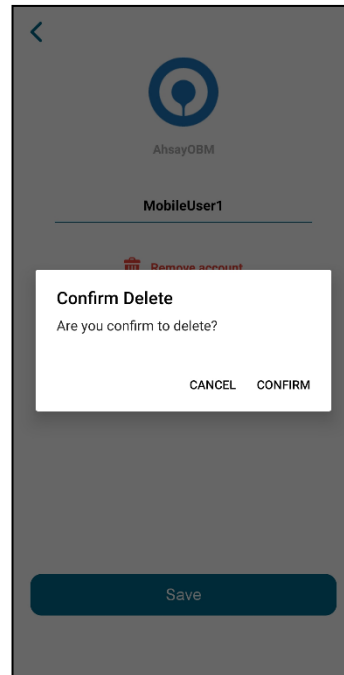 AhsayOBM
MobileUser1
Remove account
Confirm Delete
Are you confirm to delete?
CANCEL CONFIRM
Save